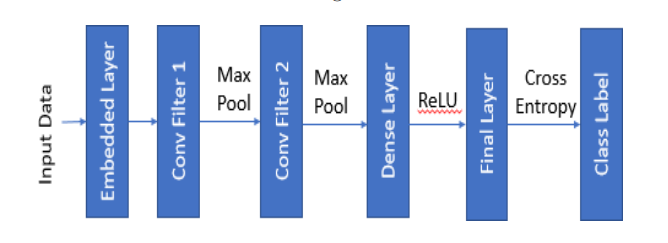 Input Data
Embedded Layer
Conv Filter 1
Max
Pool
Conv Filter 2
Max
Pool
Dense Layer
ReLU
Final Layer
Cross
Entropy
Class Label